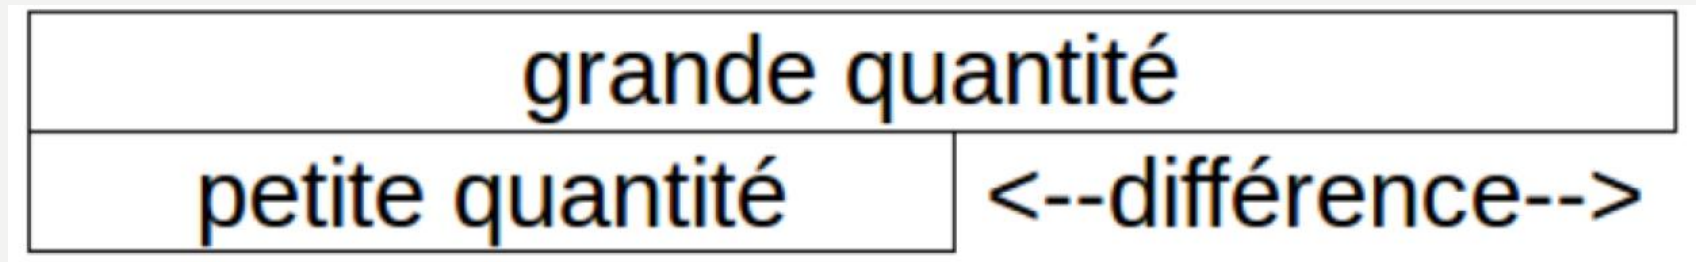 grande quantité
petite quantité <--différence-->